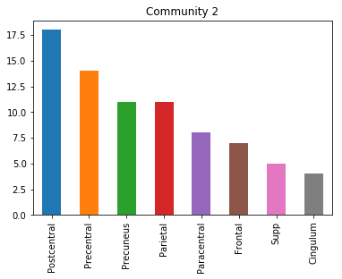 Community 2
17.5
15.0
12.5
10.0
7.5
5.0
2.5
0.0
Postcentral
Precentral
Precuneus
Parietal
Paracentral
Frontal
Supp
Cingulum